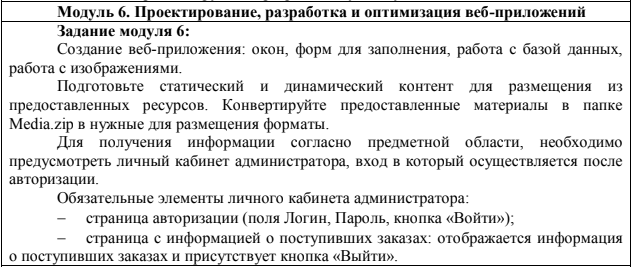 Модуль 6. Проектирование, разработка и оптимизация веб-приложений
Задание модуля 6:
Создание веб-приложения: окон, форм для заполнения, работа с базой данных,
работа с изображениями.
Подготовьте статический и динамический контент для размещения из
предоставленных ресурсов. Конвертируйте предоставленные материалы в папке
Media.zip в нужные для размещения форматы.
Для получения информации согласно предметной области, необходимо
предусмотреть личный кабинет администратора, вход в который осуществляется после
авторизации.
Обязательные элементы личного кабинета администратора:
– страница авторизации (поля Логин, Пароль, кнопка «Войти»);
– страница с информацией о поступивших заказах: отображается информация
о поступивших заказах и присутствует кнопка «Выйти».